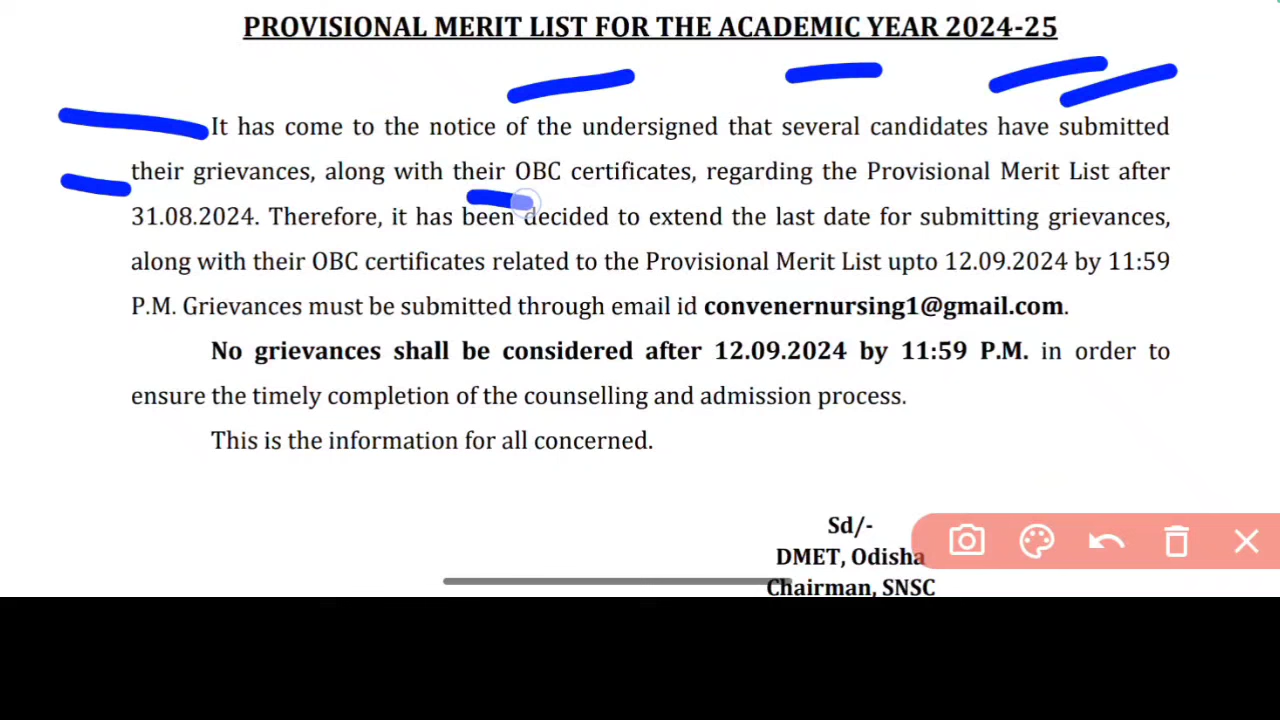 PROVISIONAL MERIT LIST FOR THE ACADEMIC YEAR 2024-25
It has come to the notice of the undersigned that several candidates have submitted
their grievances, along with their OBC certificates, regarding the Provisional Merit List after
31.08.2024. Therefore, it has been decided to extend the last date for submitting grievances,
along with their OBC certificates related to the Provisional Merit List upto 12.09.2024 by 11:59
P.M. Grievances must be submitted through email id convenernursing1@gmail.com.
No grievances shall be considered after 12.09.2024 by 11:59 P.M. in order to
ensure the timely completion of the counselling and admission process.
This is the information for all concerned.
Sd/-
DMET, Odisha
Chairman, SNSC